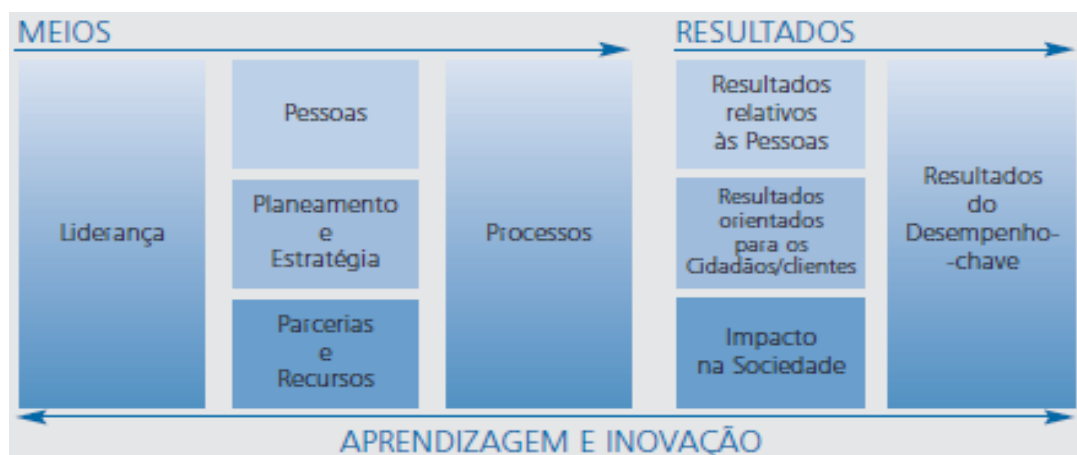 MEIOS
RESULTADOS
Liderança
Pessoas
Planeamento
e
Estratégia
Parcerias
e
Recursos
Processos
Resultados
relativos
às Pessoas
Resultados
orientados
para os
Cidadãos/clientes
Impacto
na Sociedade
Resultados
do
Desempenho-
-chave
APRENDIZAGEM E INOVAÇÃO